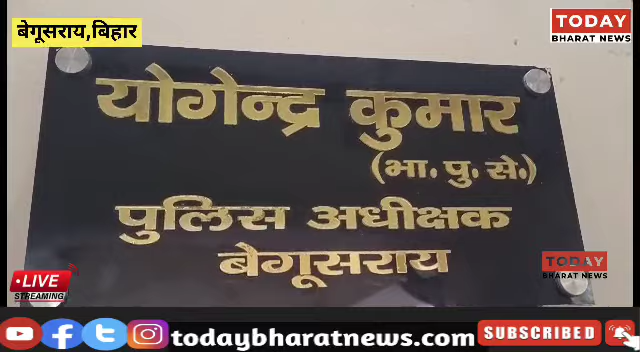 बेगूसराय,बिहार
TODAY
BHARAT NEWS
योगेन्द्र कुमार
(भा. पु. से.)
पुलिस अधीक्षक
बेगूसराय
TODAY
BHARAT NEWS
LIVE
STREAMING
todaybharatnews.com
SUBSCRIBED